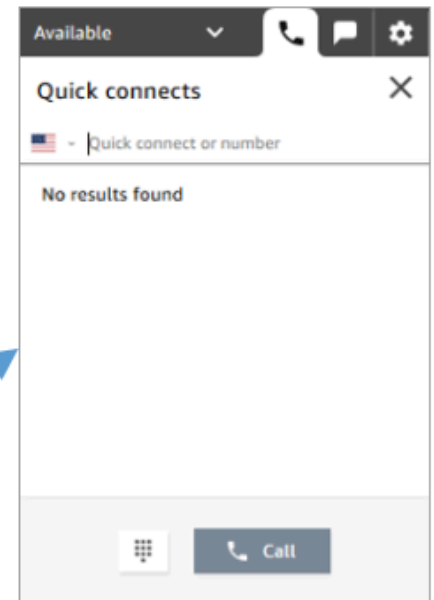 Available
Quick connects
Quick connect or number
No results found
Call